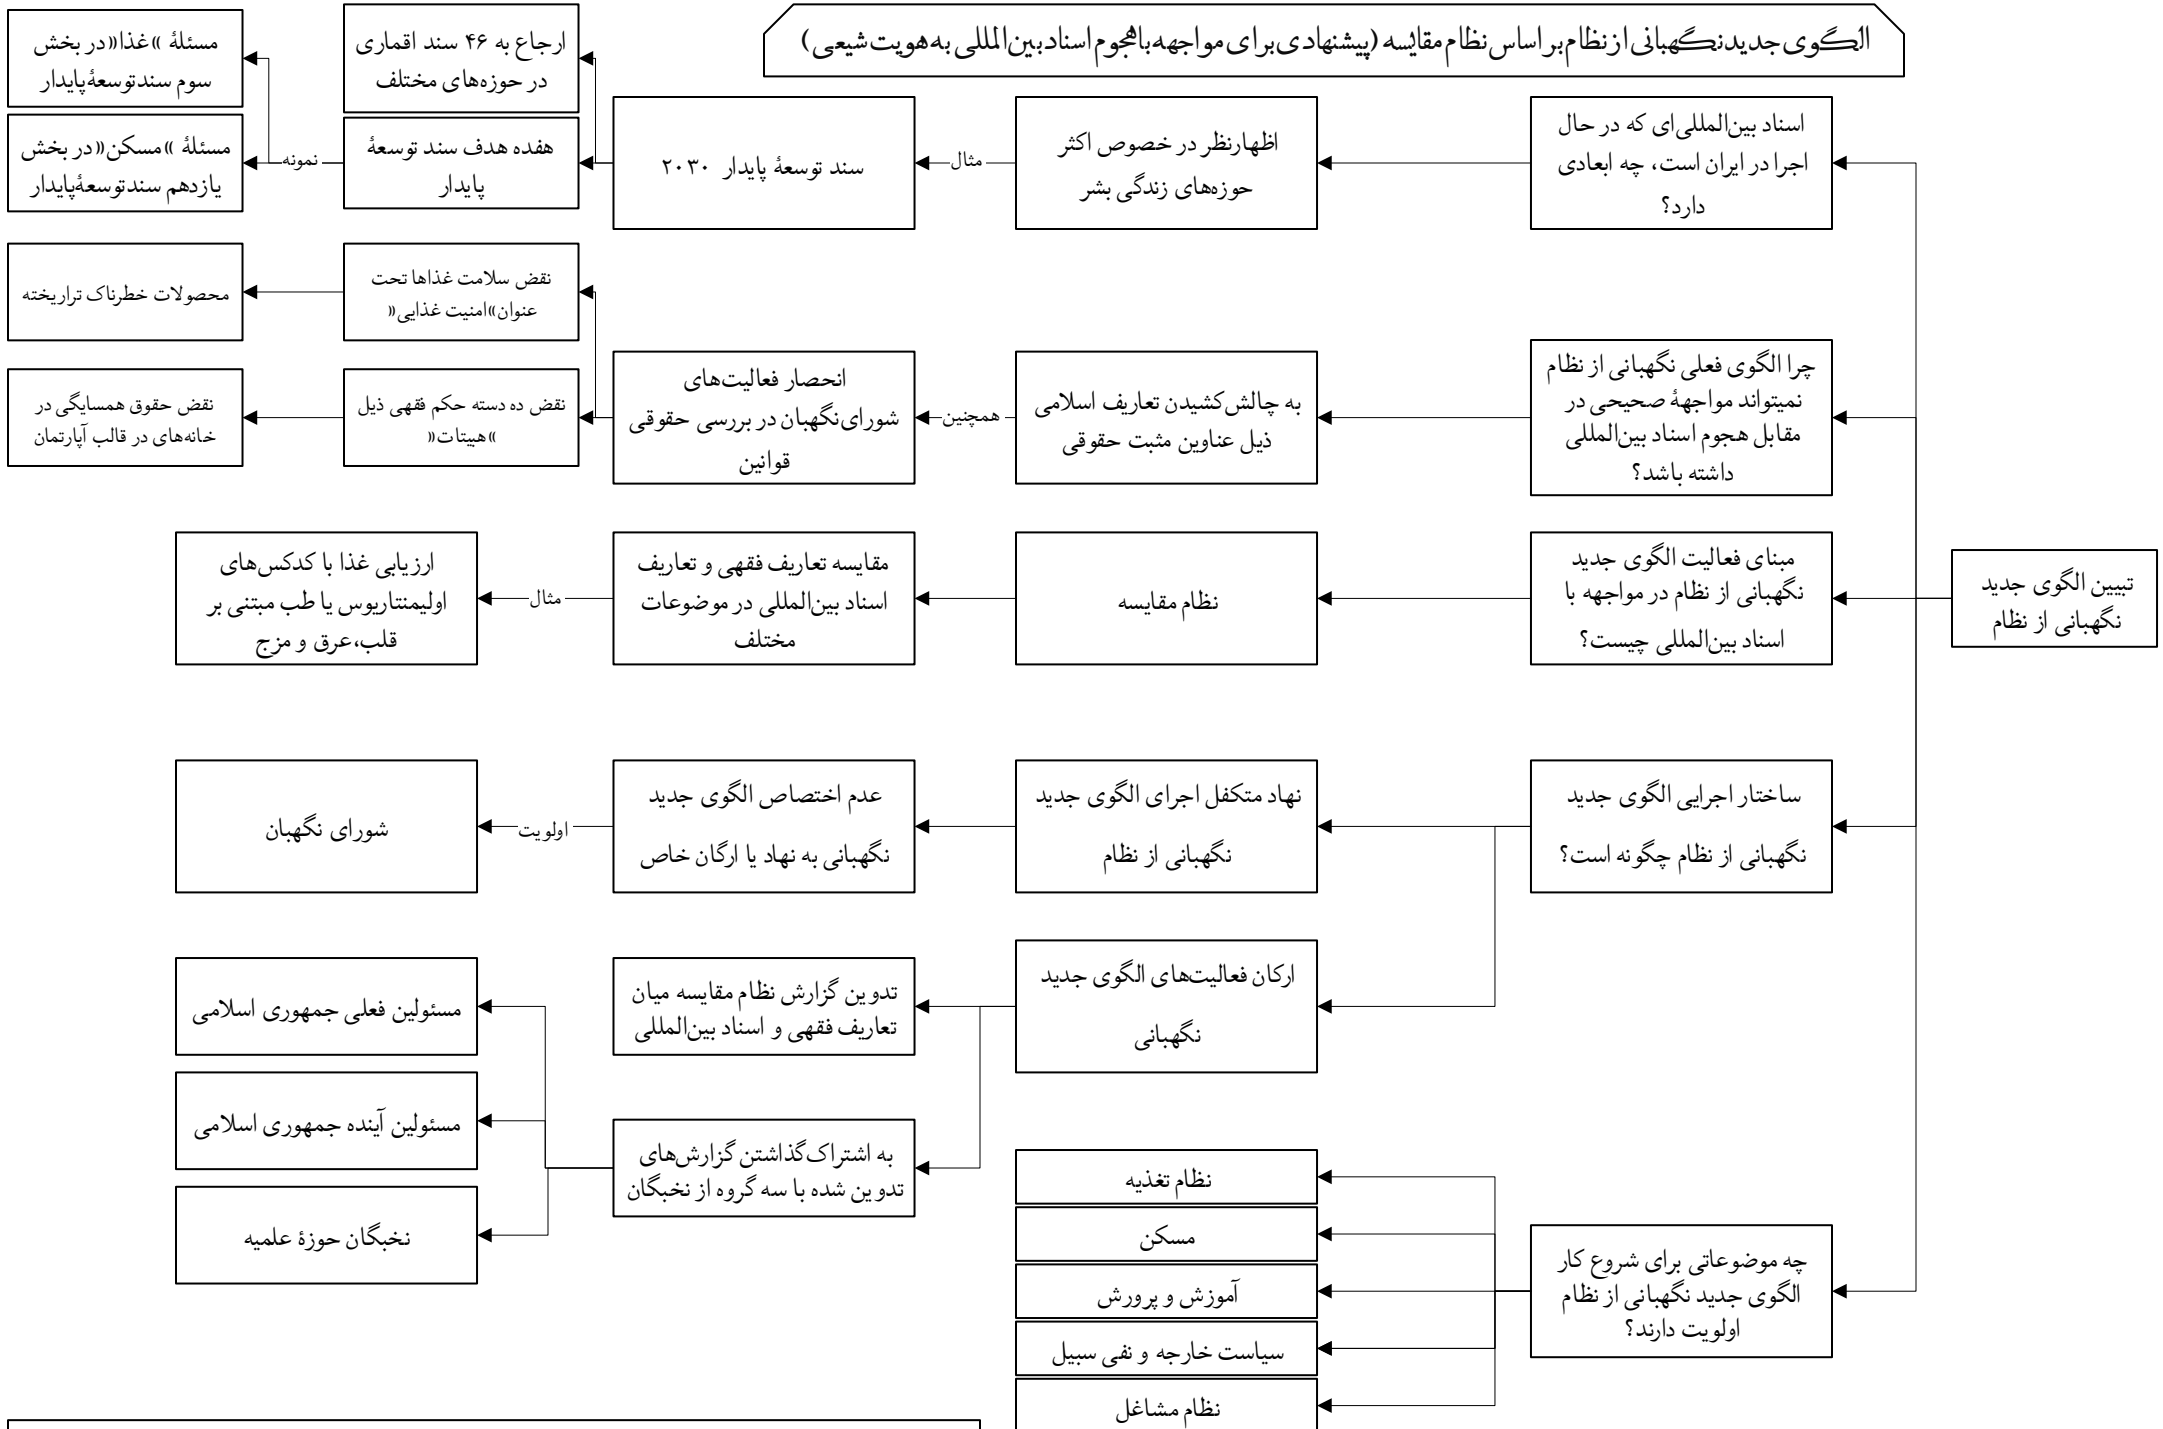 الگوی جدید نگهبانی از نظام بر اساس نظام مقایسه (پیشنهادی برای مواجهه با هجوم اسناد بین‌المللی به هویت شیعی)
تبیین الگوی جدید
نگهبانی از نظام
اسناد بین‌المللی‌ای که در حال
اجرا در ایران است، چه ابعادی
دارد؟
اظهارنظر در خصوص اکثر
حوزه‌های زندگی بشر
مثال
سند توسعهٔ پایدار ۲۰۳۰
ارجاع به ۴۶ سند اقماری
در حوزه‌های مختلف
هفده هدف سند توسعهٔ
پایدار
نمونه
مسئلهٔ »غذا« در بخش
سوم سند توسعهٔ پایدار
مسئلهٔ »مسکن« در بخش
یازدهم سند توسعهٔ پایدار
چرا الگوی فعلی نگهبانی از نظام
نمیتواند مواجههٔ صحیحی در
مقابل هجوم اسناد بین‌المللی
داشته باشد؟
به چالش‌کشیدن تعاریف اسلامی
ذیل عناوین مثبت حقوقی
همچنین
انحصار فعالیت‌های
شورای‌نگهبان در بررسی حقوقی
قوانین
نقض سلامت غذاها تحت
عنوان »امنیت غذایی«
محصولات خطرناک تراریخته
نقض ده دسته حکم فقهی ذیل
»هبیتات«
نقض حقوق همسایگی در
خانه‌های در قالب آپارتمان
مبنای فعالیت الگوی جدید
نگهبانی از نظام در مواجهه با
اسناد بین‌المللی چیست؟
نظام مقایسه
مقایسه تعاریف فقهی و تعاریف
اسناد بین‌المللی در موضوعات
مختلف
مثال
ارزیابی غذا با کدکس‌های
اولیمنتاریوس یا طب مبتنی بر
قلب،عرق و مزج
ساختار اجرایی الگوی جدید
نگهبانی از نظام چگونه است؟
نهاد متکفل اجرای الگوی جدید
نگهبانی از نظام
عدم اختصاص الگوی جدید
نگهبانی به نهاد یا ارگان خاص
اولویت
شورای نگهبان
ارکان فعالیت‌های الگوی جدید
نگهبانی
تدوین گزارش نظام مقایسه میان
تعاریف فقهی و اسناد بین‌المللی
به اشتراک‌گذاشتن گزارش‌های
تدوین شده با سه گروه از نخبگان
مسئولین فعلی جمهوری اسلامی
مسئولین آینده جمهوری اسلامی
نخبگان حوزهٔ علمیه
چه موضوعاتی برای شروع کار
الگوی جدید نگهبانی از نظام
اولویت دارند؟
نظام تغذیه
مسکن
آموزش و پرورش
سیاست خارجه و نفی سبیل
نظام مشاغل